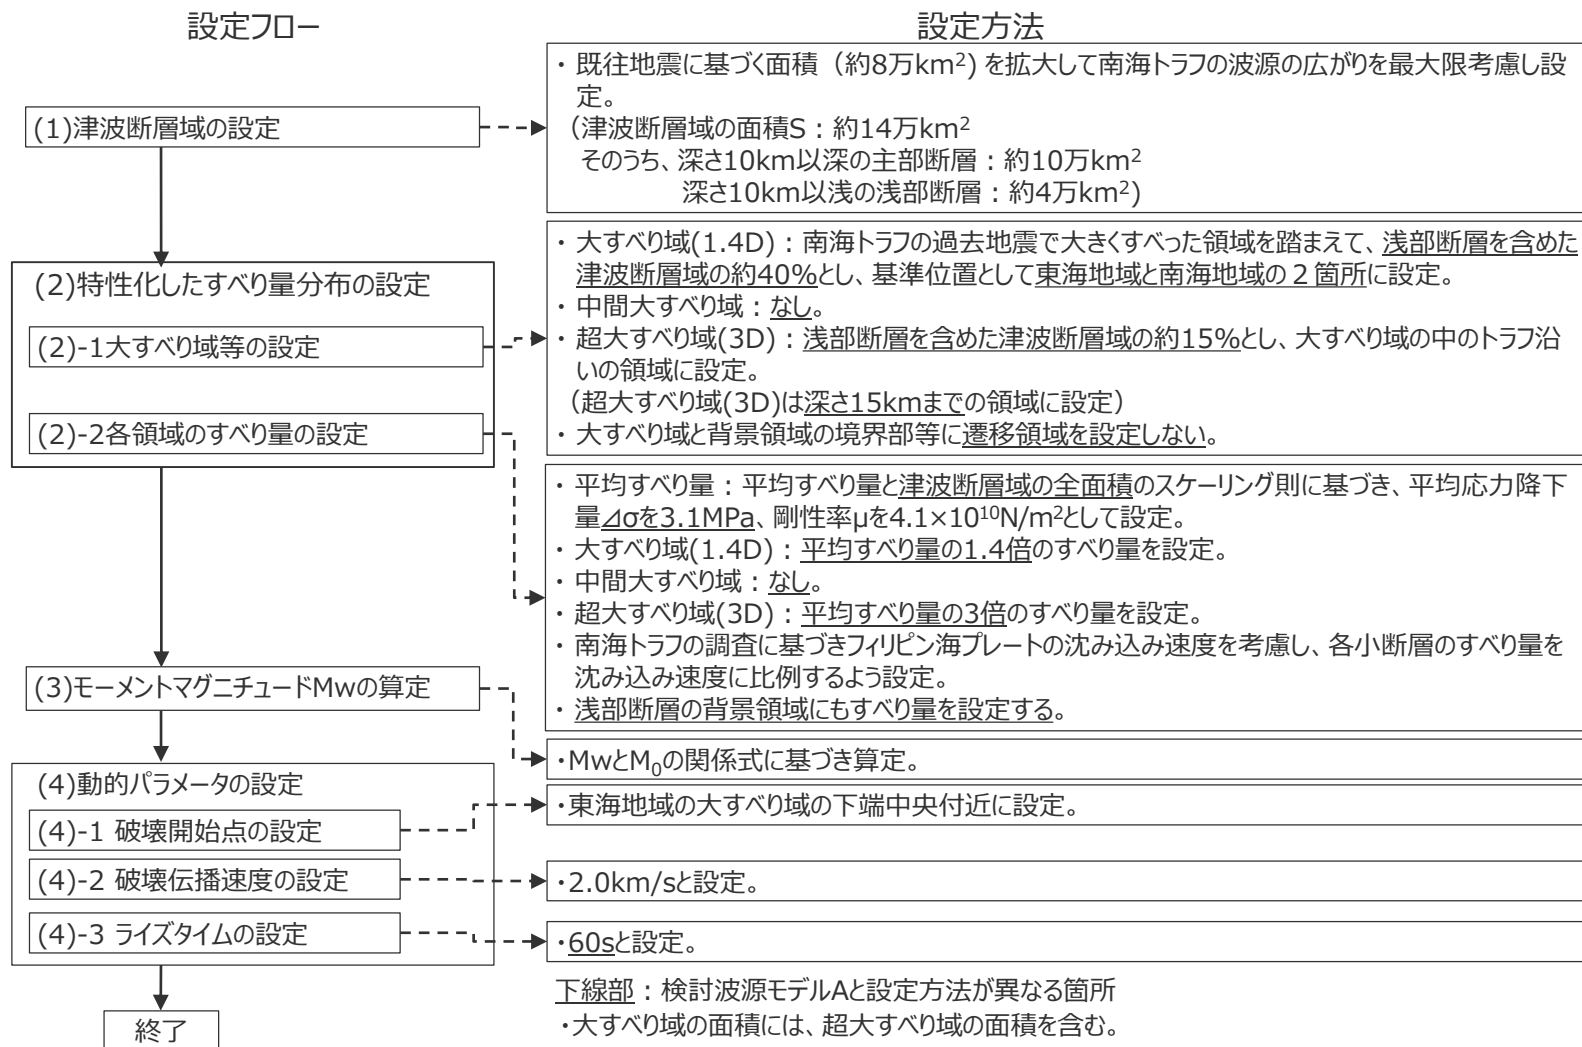 設定フロー
設定方法
(1)津波断層域の設定
・ 既往地震に基づく面積（約8万km2) を拡大して南海トラフの波源の広がりを最大限考慮し設
定。
（津波断層域の面積S：約14万km2
そのうち、深さ10km以深の主部断層：約10万km2
深さ10km以浅の浅部断層：約4万km2)
(2)特性化したすべり量分布の設定
(2)-1大すべり域等の設定
・ 大すべり域(1.4D)：南海トラフの過去地震で大きくすべった領域を踏まえて、浅部断層を含めた
津波断層域の約40%とし、基準位置として東海地域と南海地域の２箇所に設定。
・ 中間大すべり域：なし。
・ 超大すべり域(3D)：浅部断層を含めた津波断層域の約15%とし、大すべり域の中のトラフ沿
いの領域に設定。
（超大すべり域(3D)は深さ15kmまでの領域に設定）
・ 大すべり域と背景領域の境界部等に遷移領域を設定しない。
(2)-2各領域のすべり量の設定
・ 平均すべり量：平均すべり量と津波断層域の全面積のスケーリング則に基づき、平均応力降下
量⊿σを3.1MPa、剛性率μを4.1×10¹⁰N/m2として設定。
・ 大すべり域(1.4D)：平均すべり量の1.4倍のすべり量を設定。
・ 中間大すべり域：なし。
・ 超大すべり域(3D)：平均すべり量の3倍のすべり量を設定。
・ 南海トラフの調査に基づきフィリピン海プレートの沈み込み速度を考慮し、各小断層のすべり量を
沈み込み速度に比例するよう設定。
・ 浅部断層の背景領域にもすべり量を設定する。
(3)モーメントマグニチュードMwの算定
・MwとM0の関係式に基づき算定。
(4)動的パラメータの設定
(4)-1 破壊開始点の設定
・東海地域の大すべり域の下端中央付近に設定。
(4)-2 破壊伝播速度の設定
・2.0km/sと設定。
(4)-3 ライズタイムの設定
・60sと設定。
終了
下線部：検討波源モデルAと設定方法が異なる箇所
・大すべり域の面積には、超大すべり域の面積を含む。